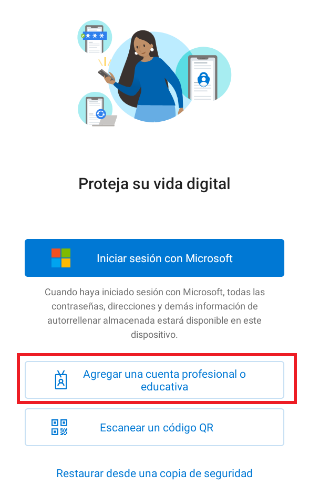 Proteja su vida digital
Iniciar sesión con Microsoft
Cuando haya iniciado sesión con Microsoft, todas las
contraseñas, direcciones y demás información de
autorrellenar almacenada estará disponible en este
dispositivo.
Agregar una cuenta profesional o
educativa
Escanear un código QR
Restaurar desde una copia de seguridad